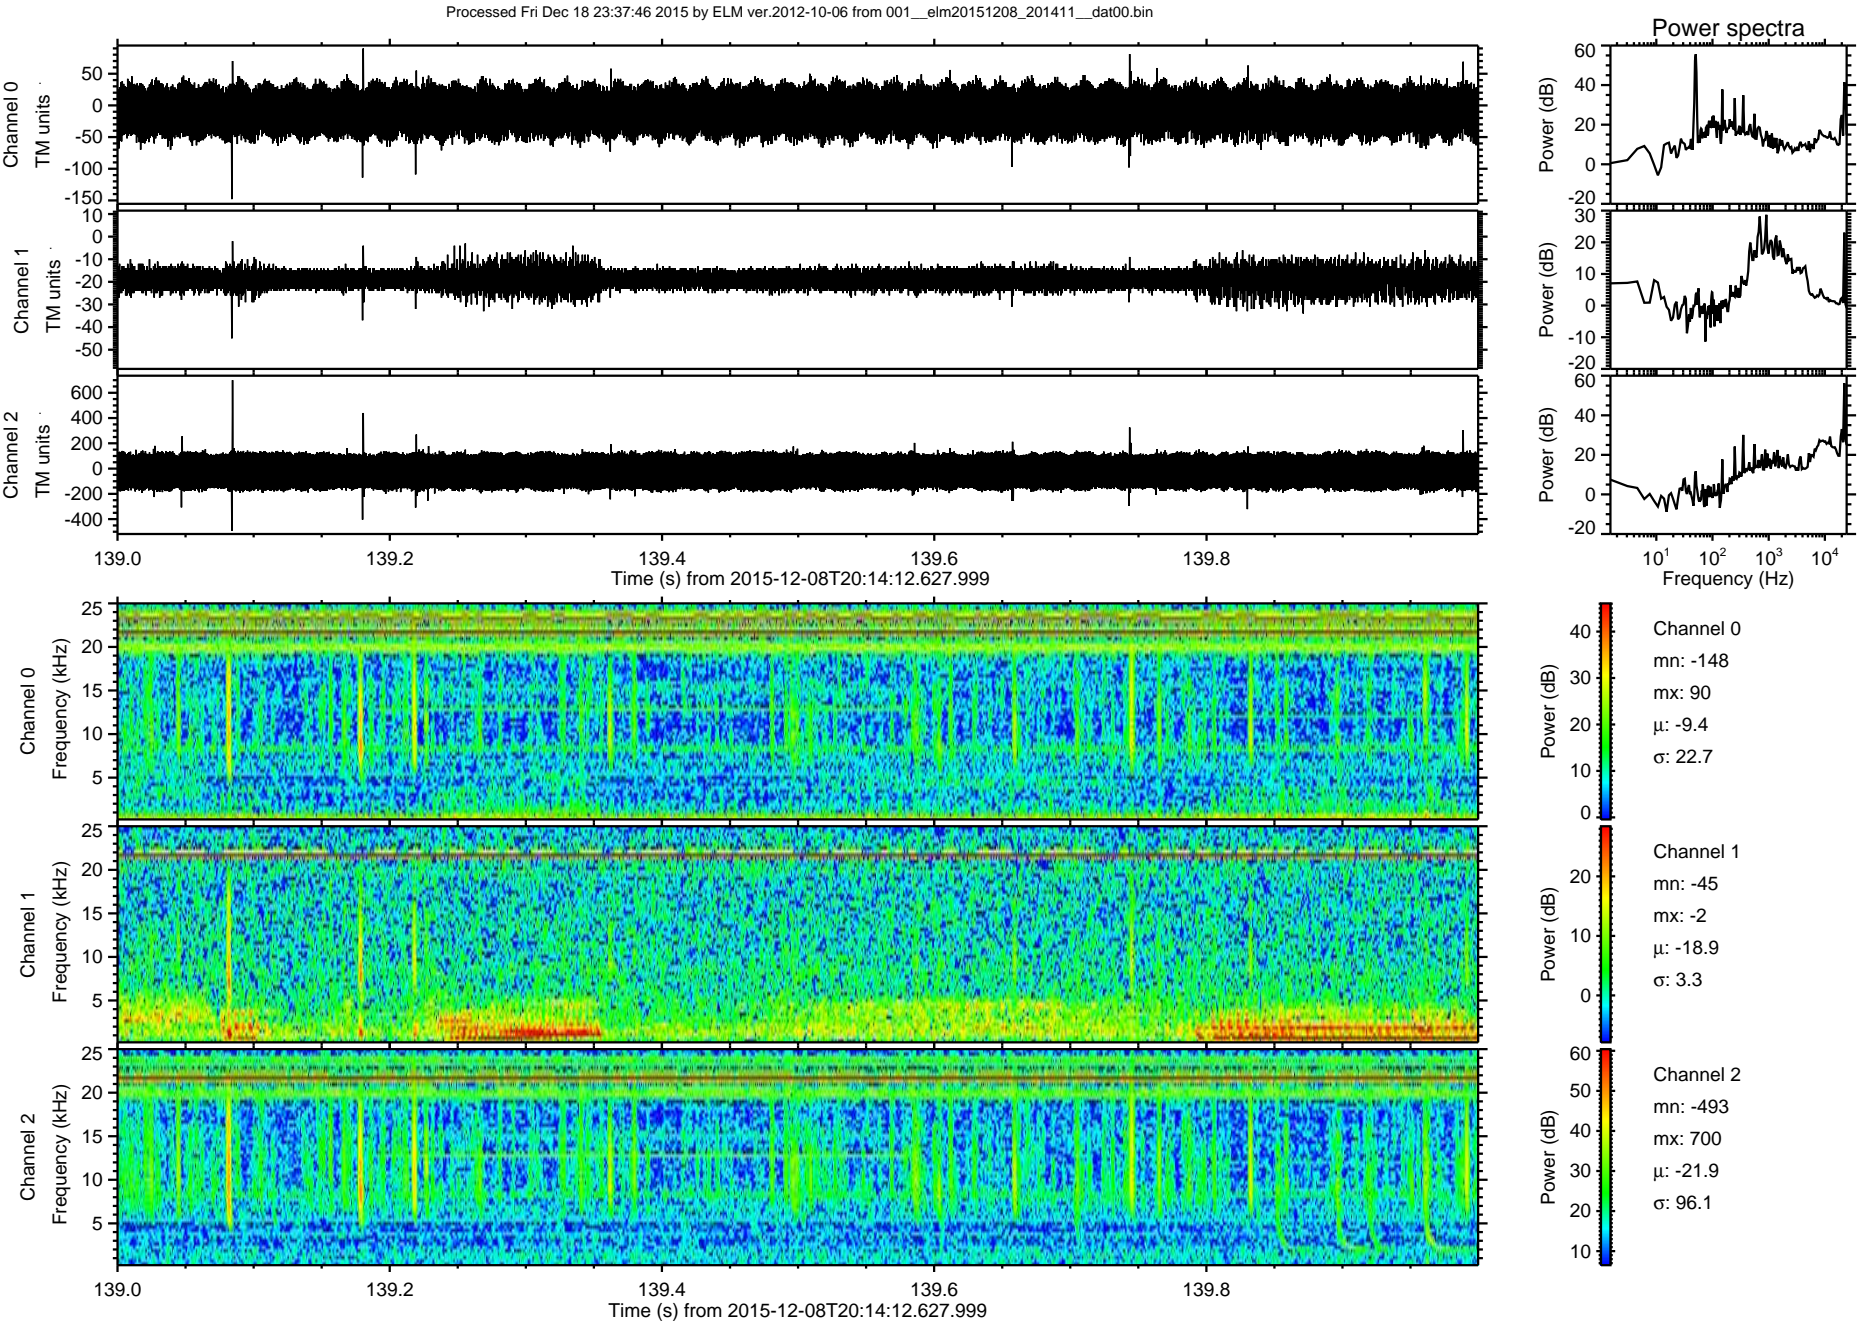 Processed Fri Dec 18 23:37:46 2015 by ELM ver.2012-10-06 from 001__elm20151208_201411__dat00.bin
Power spectra
Channel 0
TM units
50
0
-50
-100
-150
Power (dB)
60
40
20
0
-20
Channel 1
TM units
10
0
-10
-20
-30
-40
-50
Power (dB)
30
20
10
0
-10
-20
Channel 2
TM units
600
400
200
0
-200
-400
Power (dB)
60
40
20
0
-20
139.0 139.2 139.4 139.6 139.8
Time (s) from 2015-12-08T20:14:12.627.999
10^1 10^2 10^3 10^4
Frequency (Hz)
Channel 0
Frequency (kHz)
25
20
15
10
5
Power (dB)
40
30
20
10
0
Channel 0
mn: -148
mx: 90
μ: -9.4
σ: 22.7
Channel 1
Frequency (kHz)
25
20
15
10
5
Power (dB)
20
10
0
Channel 1
mn: -45
mx: -2
μ: -18.9
σ: 3.3
Channel 2
Frequency (kHz)
25
20
15
10
5
Power (dB)
60
50
40
30
20
10
Channel 2
mn: -493
mx: 700
μ: -21.9
σ: 96.1
139.0 139.2 139.4 139.6 139.8
Time (s) from 2015-12-08T20:14:12.627.999